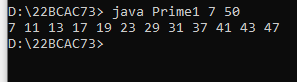 D:\22BCAC73> java Prime1 7 50
7 11 13 17 19 23 29 31 37 41 43 47
D:\22BCAC73>